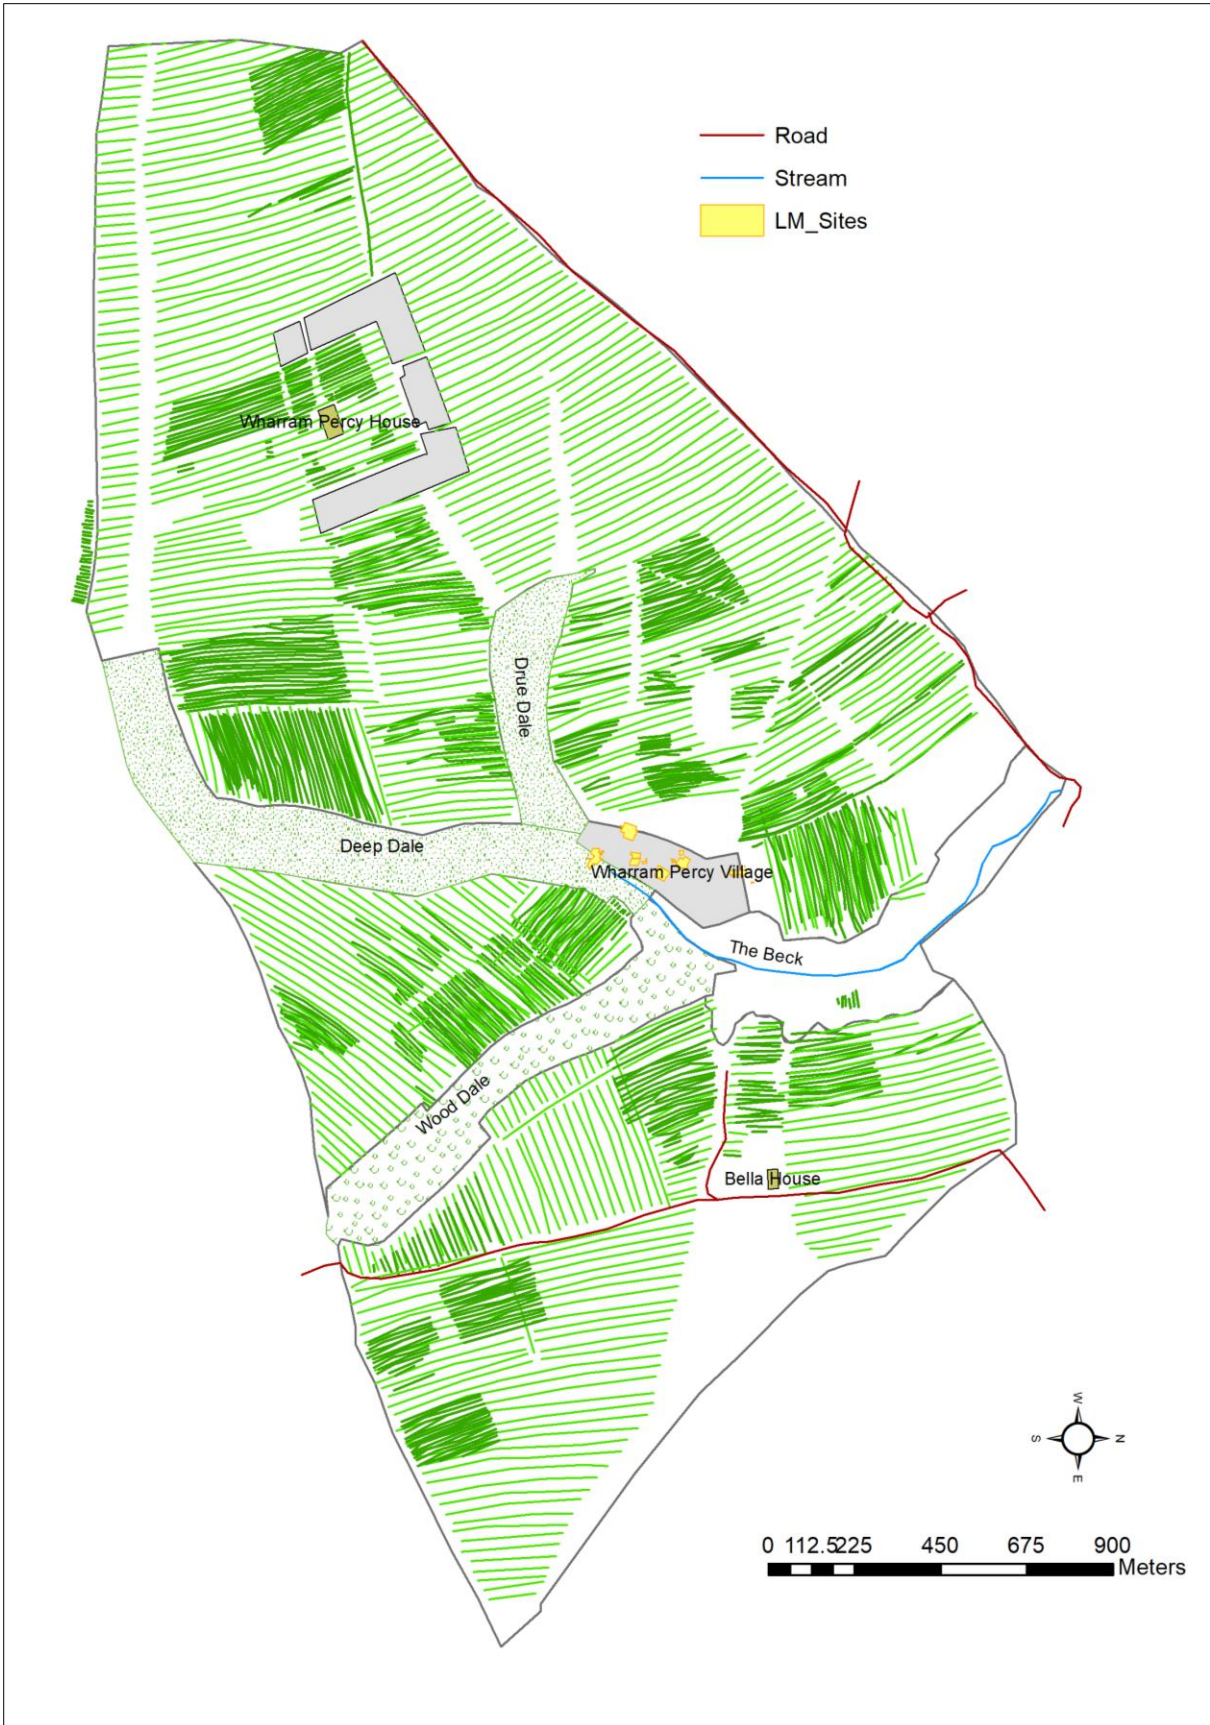 Road
Stream
LM_Sites
Wharram Percy House
Drue Dale
Deep Dale
Wharram Percy Village
The Beck
Wood Dale
Bella House
W
S N
E
0 112.5225 450 675 900
Meters